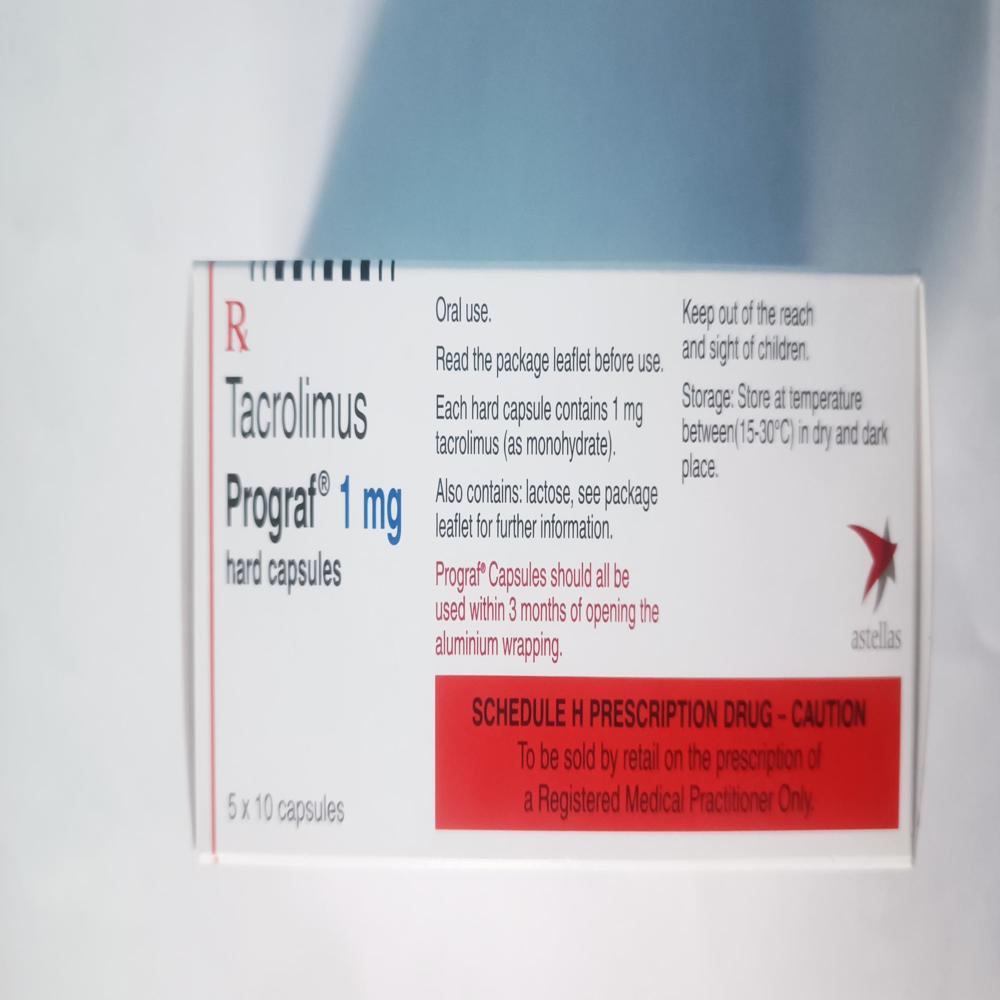 Rx
Tacrolimus
Prograf® 1 mg
hard capsules
5 x 10 capsules
Oral use.
Read the package leaflet before use.
Each hard capsule contains 1 mg
tacrolimus (as monohydrate).
Also contains: lactose, see package
leaflet for further information.
Prograf® Capsules should all be
used within 3 months of opening the
aluminium wrapping.
Keep out of the reach
and sight of children.
Storage: Store at temperature
between(15-30°C) in dry and dark
place.
astellas
SCHEDULE H PRESCRIPTION DRUG – CAUTION
To be sold by retail on the prescription of
a Registered Medical Practitioner Only.